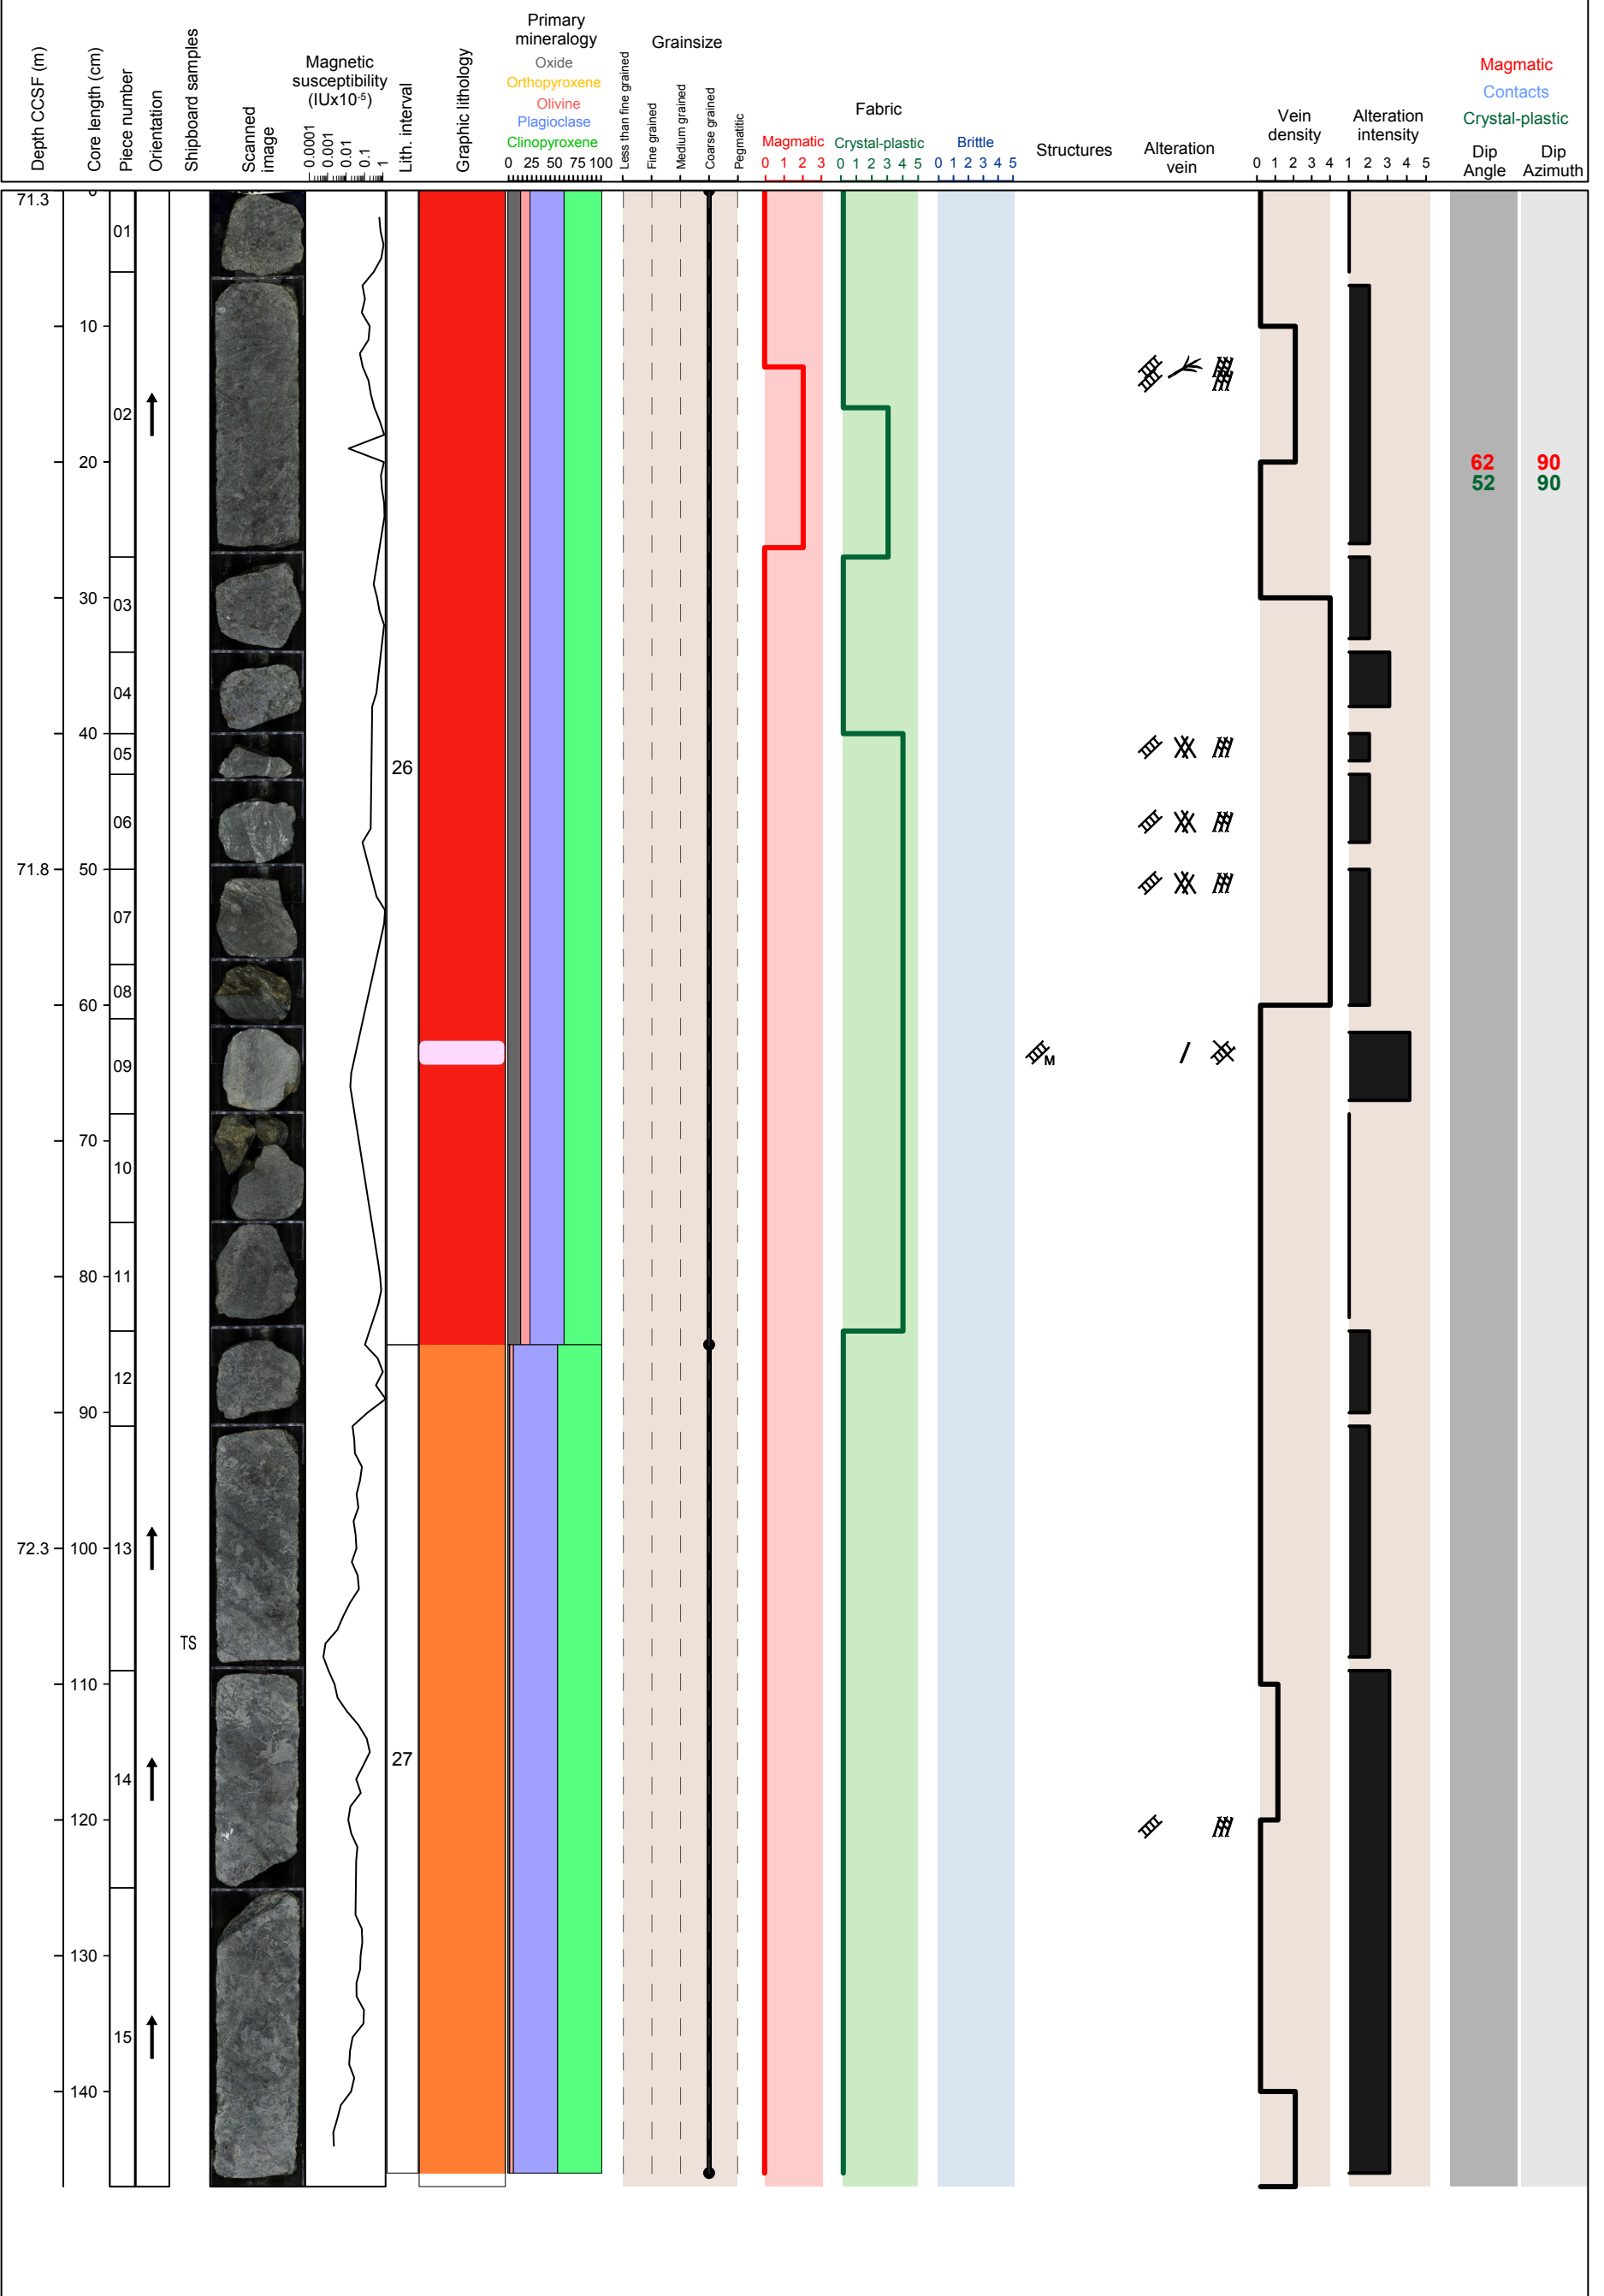 Depth CCSF (m)
Core length (cm)
Piece number
Orientation
Shipboard samples
Scanned
image
Magnetic
susceptibility
(IUx10-5)
0.0001
0.001
0.01
0.1
1
Lith. interval
Graphic lithology
Primary
mineralogy
Oxide
Orthopyroxene
Olivine
Plagioclase
Clinopyroxene
0 25 50 75 100
Grainsize
Less than fine grained
Fine grained
Medium grained
Coarse grained
Pegmatitic
Fabric
Magmatic
0 1 2 3
Crystal-plastic
0 1 2 3 4 5
Brittle
0 1 2 3 4 5
Structures
Alteration
vein
Vein
density
0 1 2 3 4
Alteration
intensity
1 2 3 4 5
Magmatic
Contacts
Crystal-plastic
Dip
Angle
Dip
Azimuth
71.3
0
01
10
02
20
62 90
52 90
30
03
04
40
05
26
06
71.8
50
07
08
60
09
M
70
10
80
11
12
90
72.3
100
13
TS
110
27
14
120
130
15
140